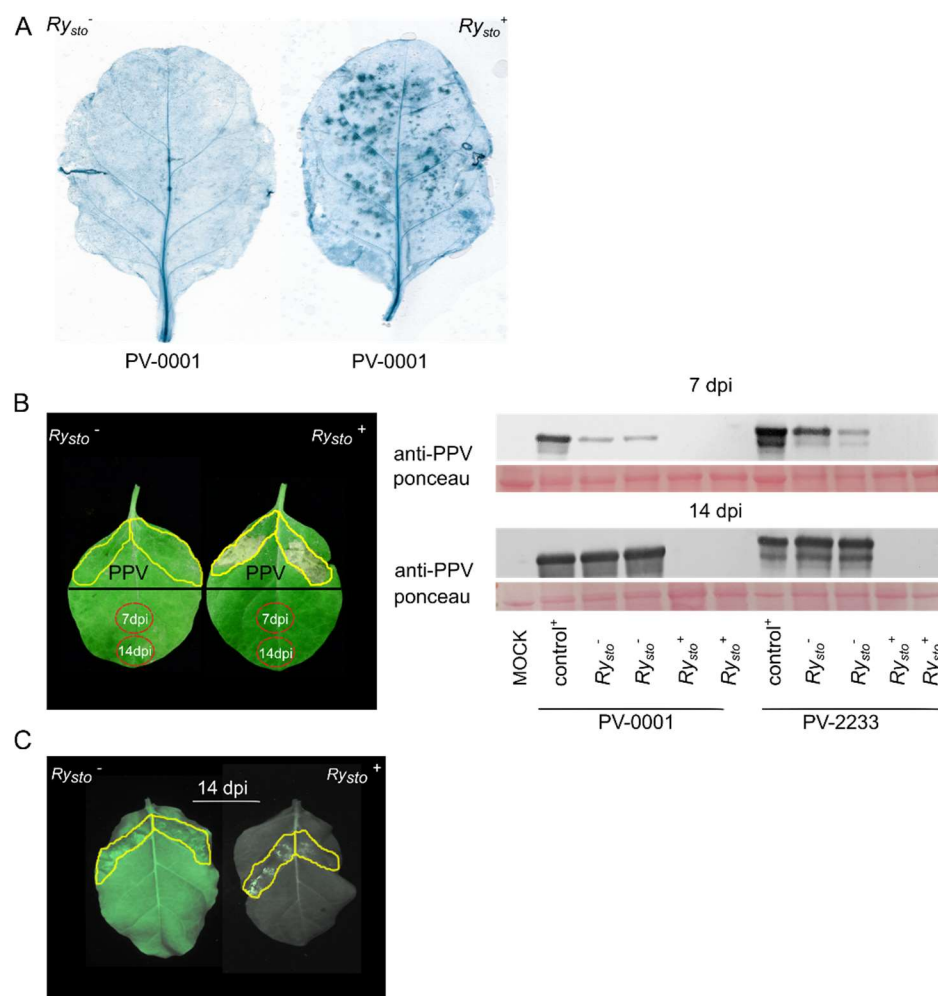 A
Rysto- Rysto+
PV-0001 PV-0001
B
Rysto- Rysto+
PPV PPV
7dpi 7dpi
14dpi 14dpi
7 dpi
anti-PPV
ponceau
14 dpi
anti-PPV
ponceau
MOCK control+ Rysto- Rysto- Rysto+ Rysto+ control+ Rysto- Rysto- Rysto+ Rysto+
PV-0001 PV-2233
C
Rysto- Rysto+
14 dpi